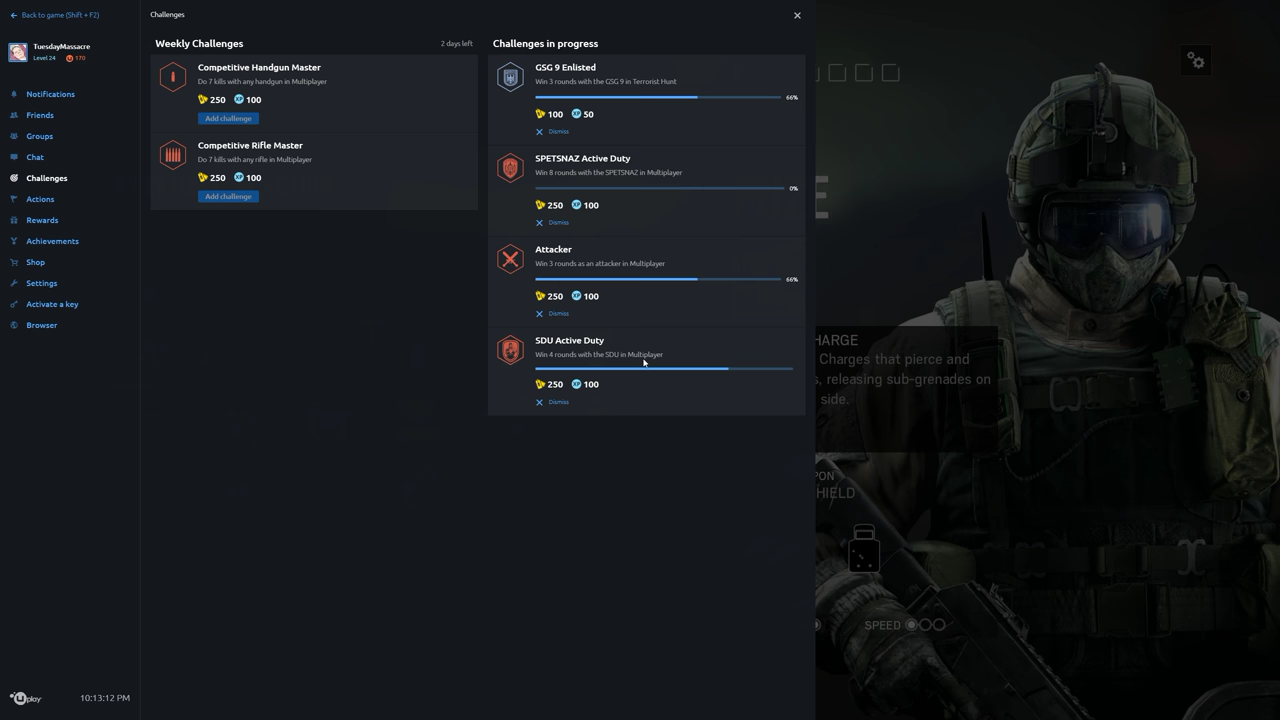 Back to game (Shift + F2)
TuesdayMassacre
Level 24 170
Notifications
Friends
Groups
Chat
Challenges
Actions
Rewards
Achievements
Shop
Settings
Activate a key
Browser
uplay
10:13:12 PM
Challenges
Weekly Challenges 2 days left
Competitive Handgun Master
Do 7 kills with any handgun in Multiplayer
250 XP 100
Add challenge
Competitive Rifle Master
Do 7 kills with any rifle in Multiplayer
250 XP 100
Add challenge
Challenges in progress
GSG 9 Enlisted
Win 3 rounds with the GSG 9 in Terrorist Hunt
66%
100 XP 50
Dismiss
SPETSNAZ Active Duty
Win 8 rounds with the SPETSNAZ in Multiplayer
0%
250 XP 100
Dismiss
Attacker
Win 3 rounds as an attacker in Multiplayer
66%
250 XP 100
Dismiss
SDU Active Duty
Win 4 rounds with the SDU in Multiplayer
250 XP 100
Dismiss
E
HARGE
Charges that pierce and
s, releasing sub-grenades on
side.
PON
HIELD
SPEED